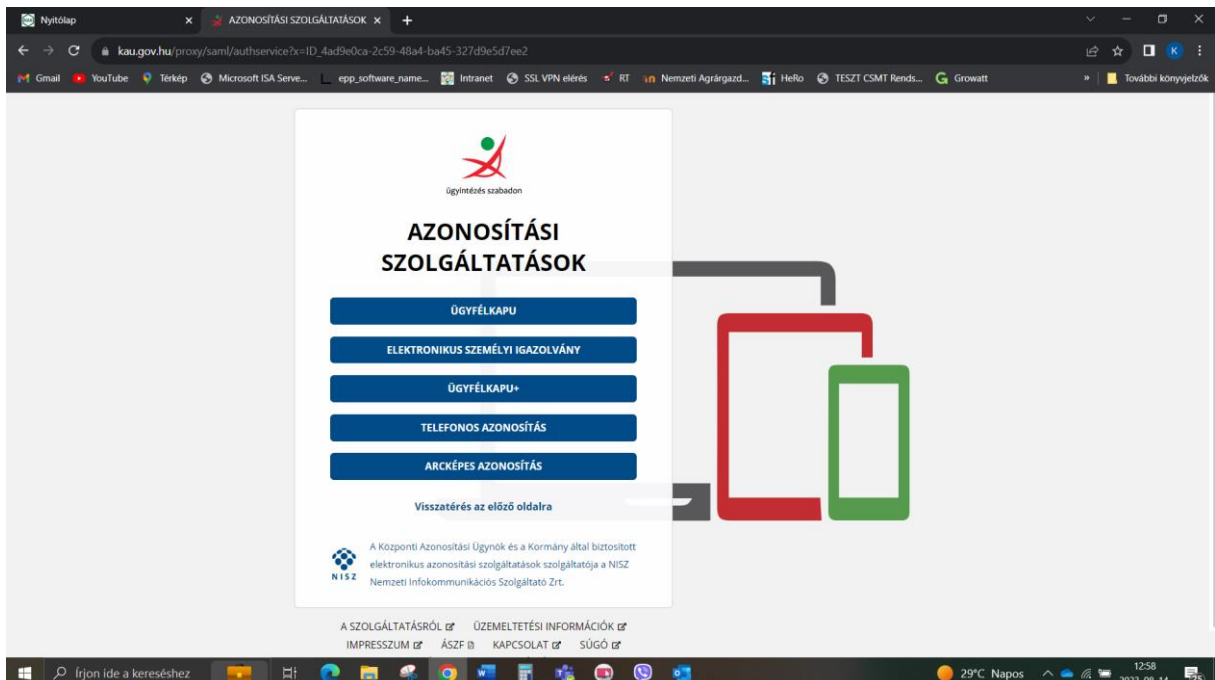 Nyitólap
AZONOSÍTÁSI SZOLGÁLTATÁSOK
kau.gov.hu/proxy/saml/authservice?x=ID_4ad9e0ca-2c59-48a4-ba45-327d9e5d7ee2
K
Gmail YouTube Térkép Microsoft ISA Serve... epp_software_name... Intranet SSL VPN elérés RT Nemzeti Agrárgazd... HeRo TESZT CSMT Rends... Growatt » További könyvjelzők
ügyintézés szabadon
AZONOSÍTÁSI
SZOLGÁLTATÁSOK
ÜGYFÉLKAPU
ELEKTRONIKUS SZEMÉLYI IGAZOLVÁNY
ÜGYFÉLKAPU+
TELEFONOS AZONOSÍTÁS
ARCKÉPES AZONOSÍTÁS
Visszatérés az előző oldalra
A Központi Azonosítási Ügynök és a Kormány által biztosított
elektronikus azonosítási szolgáltatások szolgáltatója a NISZ
Nemzeti Infokommunikációs Szolgáltató Zrt.
NISZ
A SZOLGÁLTATÁSRÓL ÜZEMELTETÉSI INFORMÁCIÓK
IMPRESSZUM ÁSZF KAPCSOLAT SÚGÓ
Írjon ide a kereséshez
29°C Napos
12:58